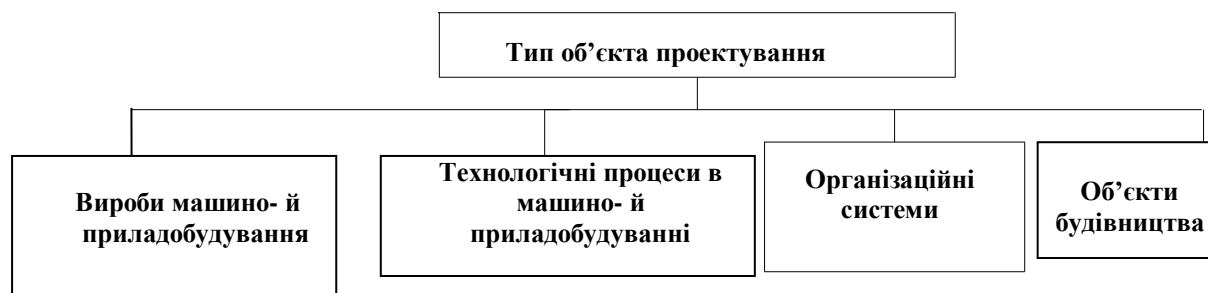 Тип об’єкта проектування
Вироби машино- й
приладобудування
Технологічні процеси в
машино- й
приладобудуванні
Організаційні
системи
Об’єкти
будівництва